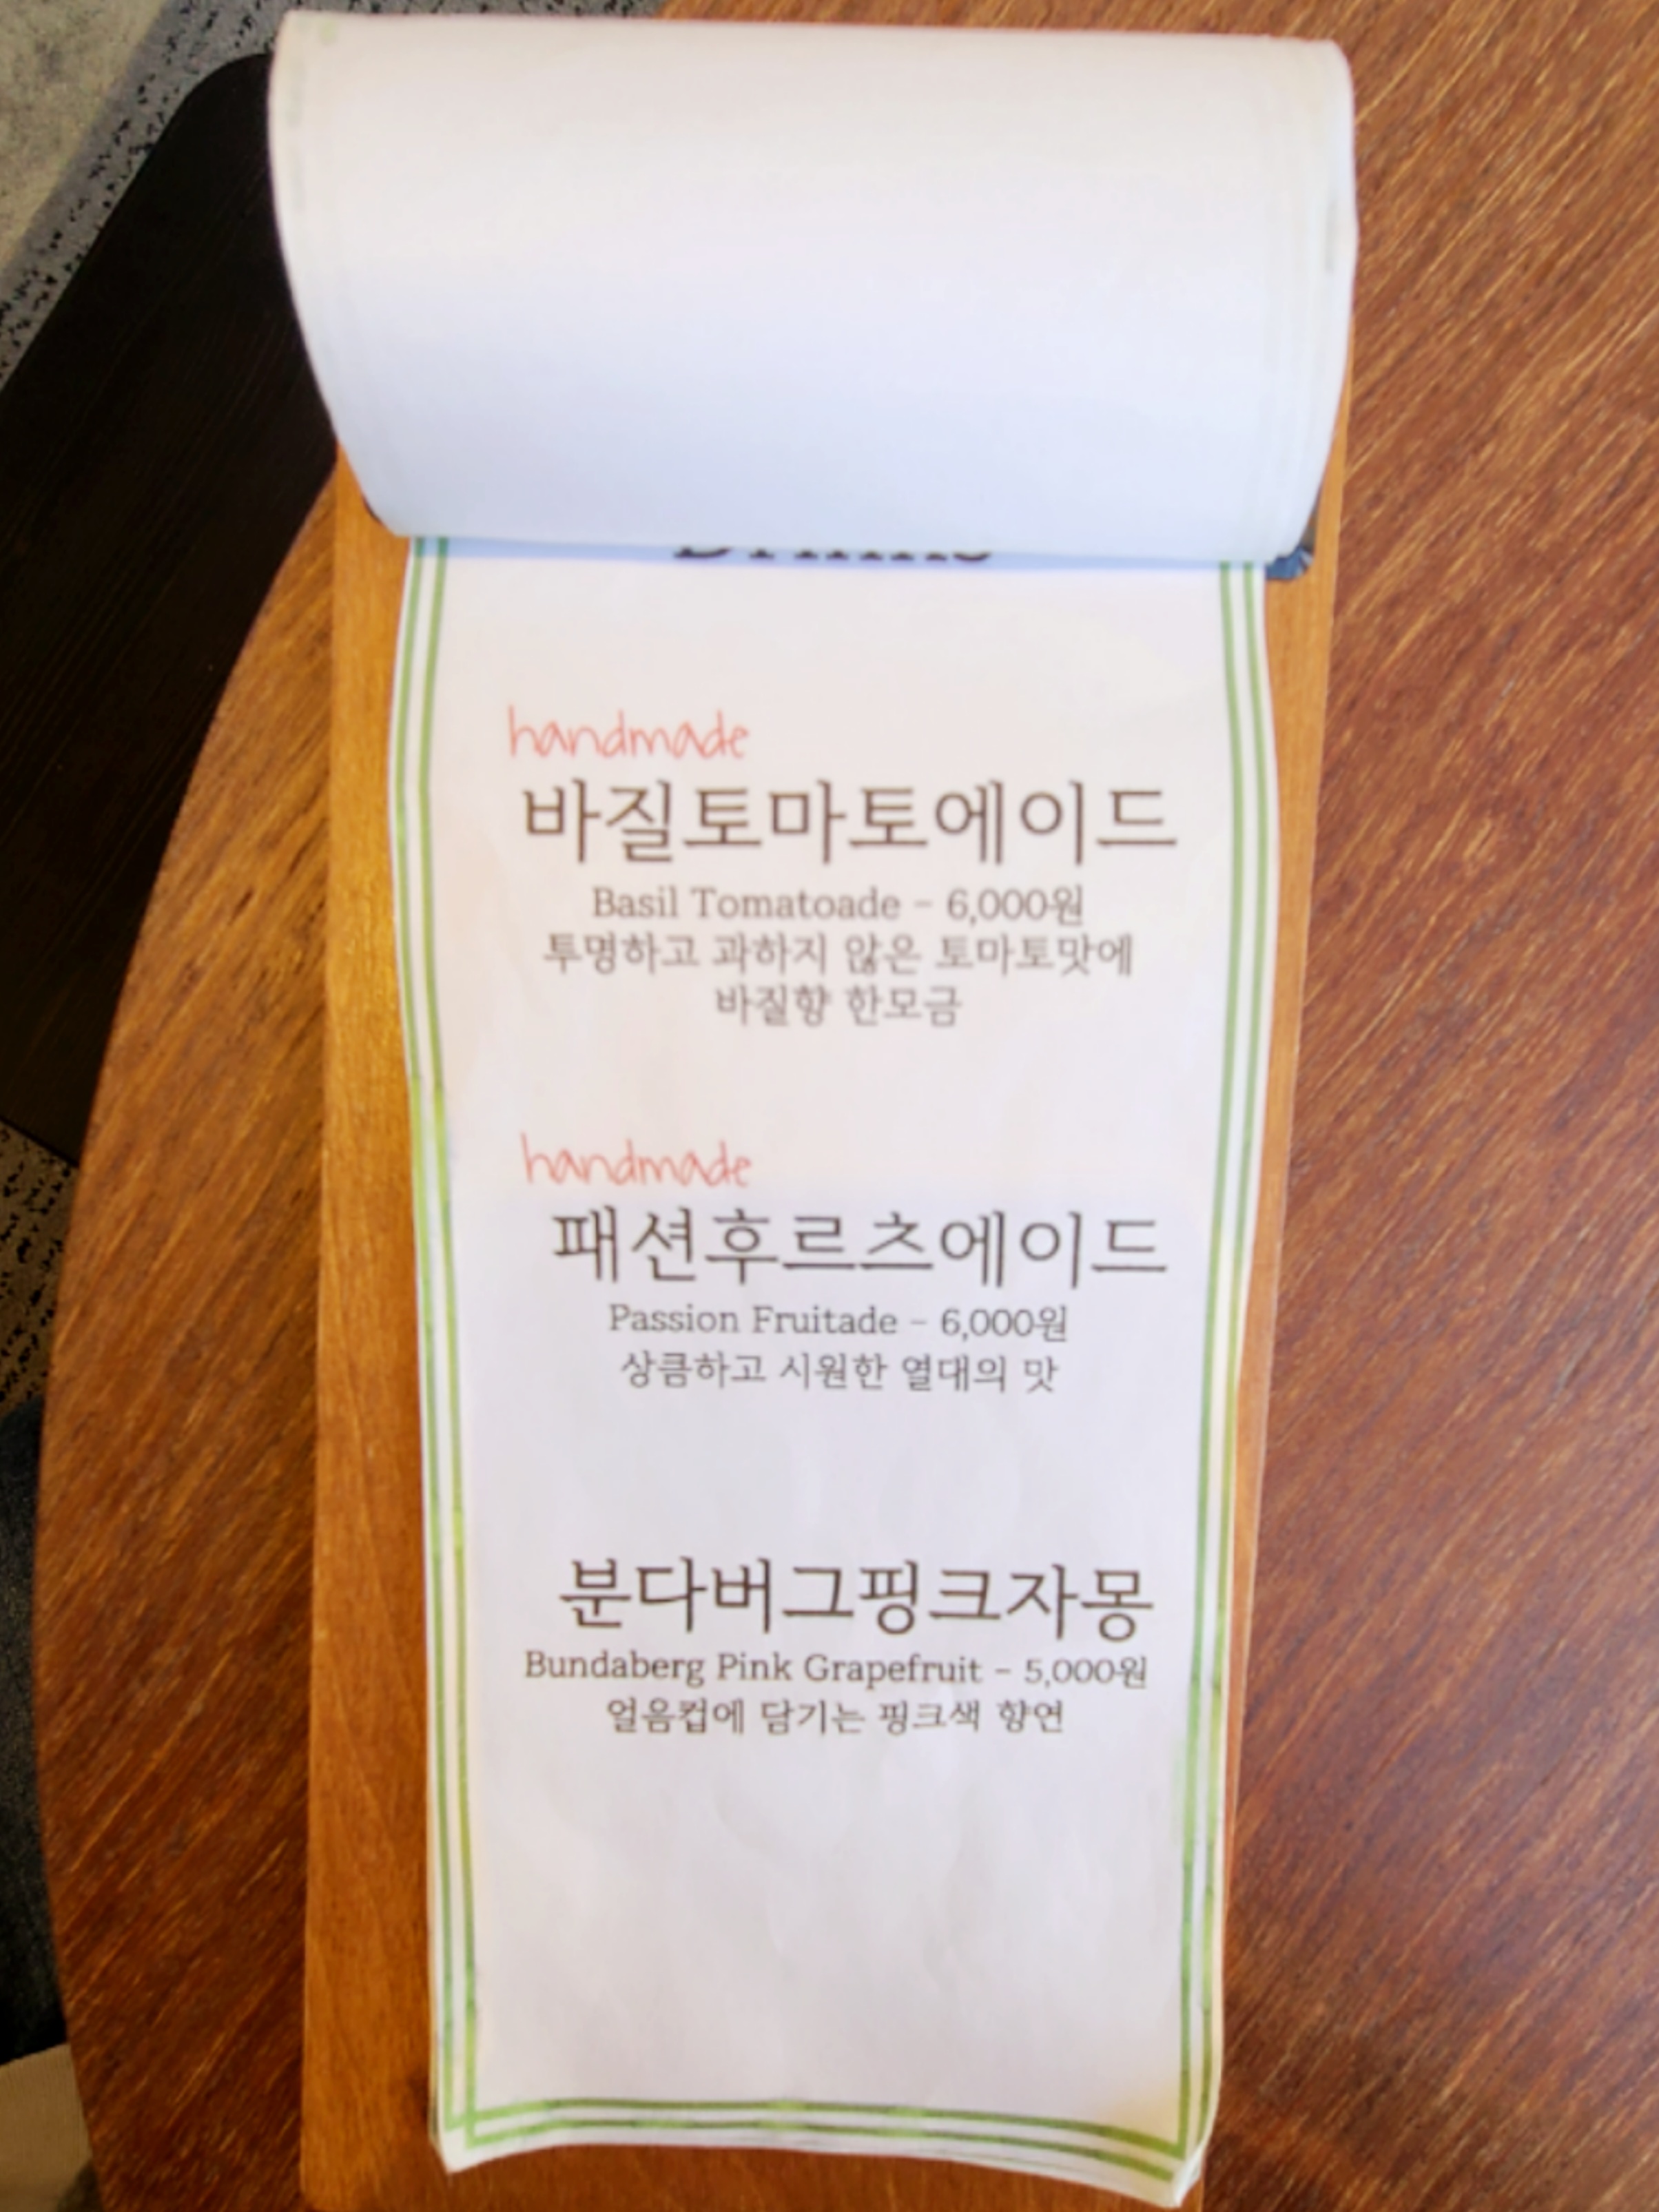 handmade
바질토마토에이드
Basil Tomatoade - 6,000원
투명하고 과하지 않은 토마토맛에
바질향 한모금
handmade
패션후르츠에이드
Passion Fruitade - 6,000원
상큼하고 시원한 열대의 맛
분다버그핑크자몽
Bundaberg Pink Grapefruit - 5,000원
얼음컵에 담기는 핑크색 향연